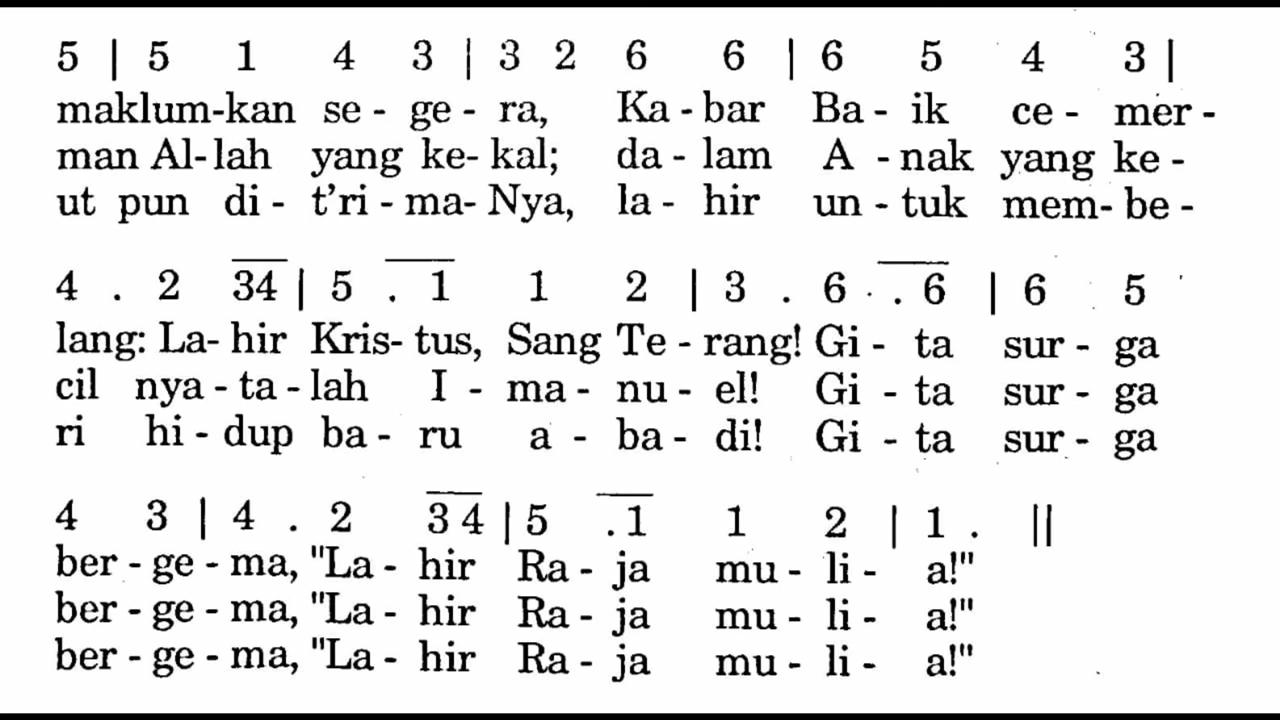 5 | 5 1 4 3 | 3 2 6 6 | 6 5 4 3 |
maklum-kan se - ge - ra, Ka - bar Ba - ik ce - mer -
man Al-lah yang ke- kal; da - lam A - nak yang ke -
ut pun di - t'ri - ma- Nya, la - hir un - tuk mem- be -
4 . 2 34 | 5 . 1 1 2 | 3 . 6 . 6 | 6 5
lang: La- hir Kris- tus, Sang Te - rang! Gi - ta sur - ga
cil nya - ta - lah I - ma - nu - el! Gi - ta sur - ga
ri hi - dup ba - ru a - ba - di! Gi - ta sur - ga
4 3 | 4 . 2 3 4 | 5 . 1 1 2 | 1 . ||
ber - ge - ma, "La - hir Ra - ja mu - li - a!"
ber - ge - ma, "La - hir Ra - ja mu - li - a!"
ber - ge - ma, "La - hir Ra - ja mu - li - a!"